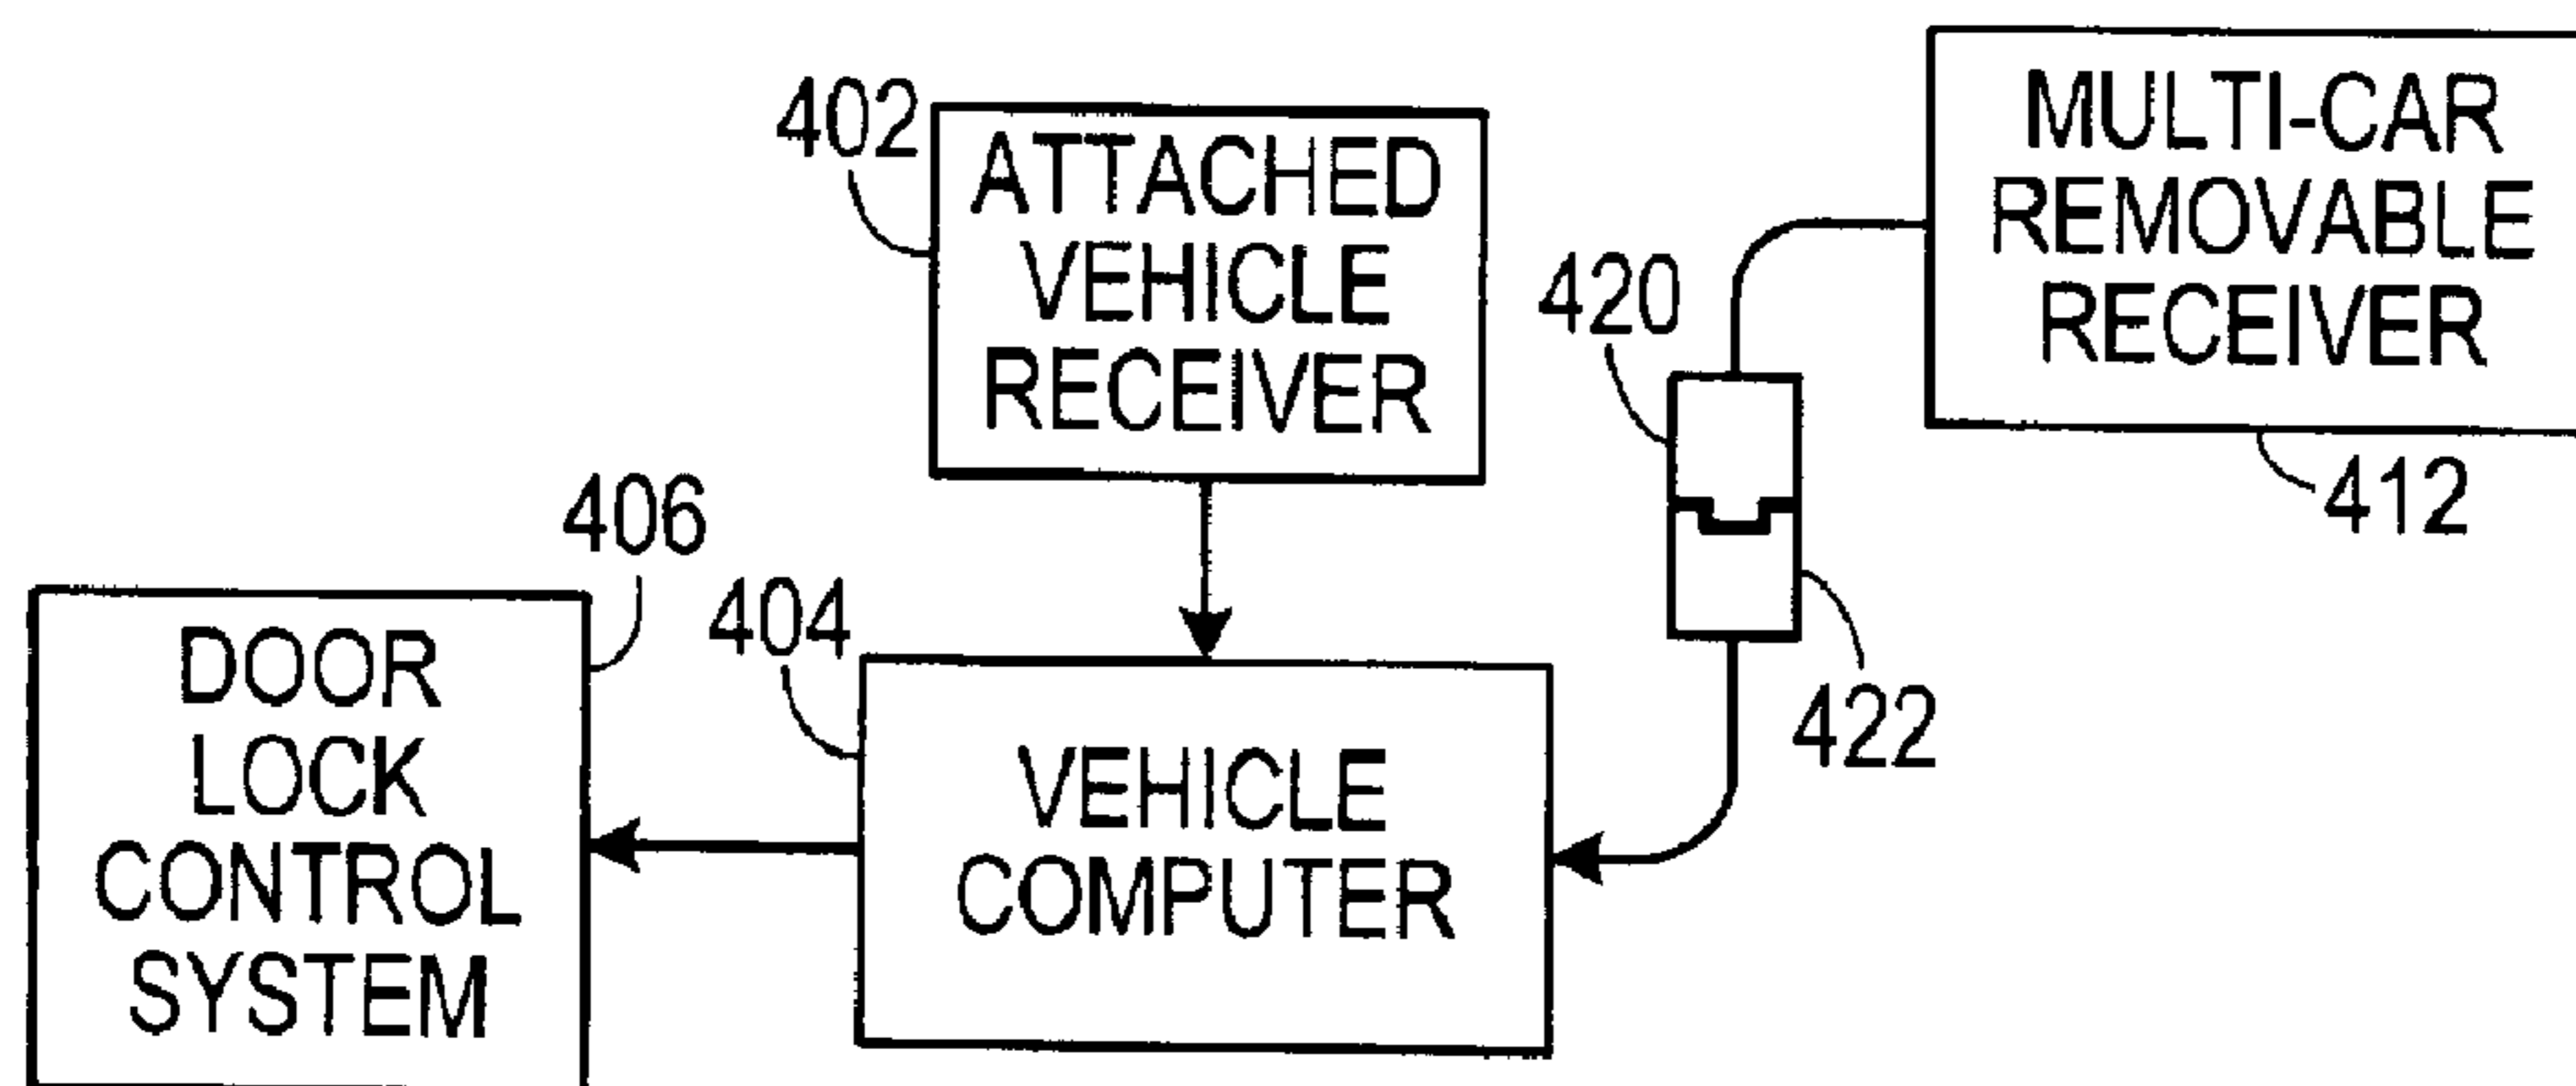 402
ATTACHED
VEHICLE
RECEIVER
MULTI-CAR
REMOVABLE
RECEIVER
412
420
422
406
DOOR
LOCK
CONTROL
SYSTEM
404
VEHICLE
COMPUTER